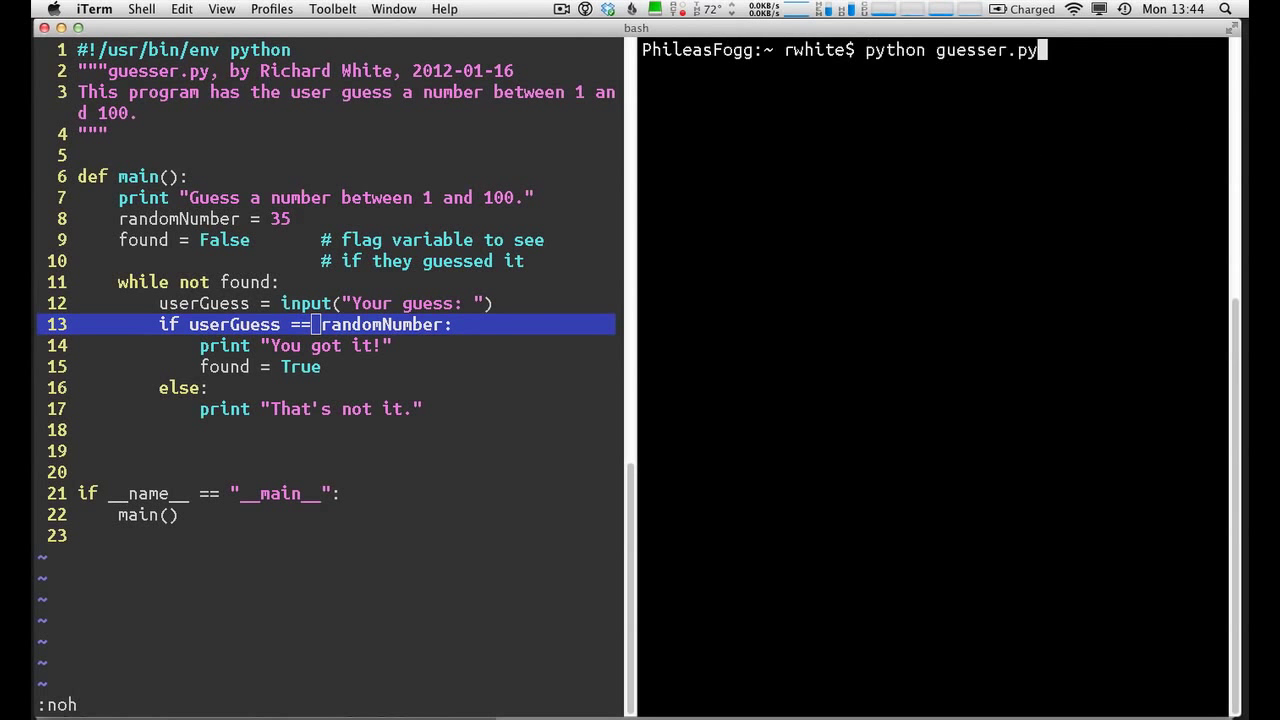 iTerm Shell Edit View Profiles Toolbelt Window Help 72° 0.0KB/s 0.0KB/s Charged Mon 13:44
bash
1 #!/usr/bin/env python
2 """guesser.py, by Richard White, 2012-01-16
3 This program has the user guess a number between 1 an
d 100.
4 """
5
6 def main():
7 print "Guess a number between 1 and 100."
8 randomNumber = 35
9 found = False # flag variable to see
10 # if they guessed it
11 while not found:
12 userGuess = input("Your guess: ")
13 if userGuess == randomNumber:
14 print "You got it!"
15 found = True
16 else:
17 print "That's not it."
18
19
20
21 if __name__ == "__main__":
22 main()
23
~
~
~
~
~
~
~
:noh
PhileasFogg:~ rwhite$ python guesser.py